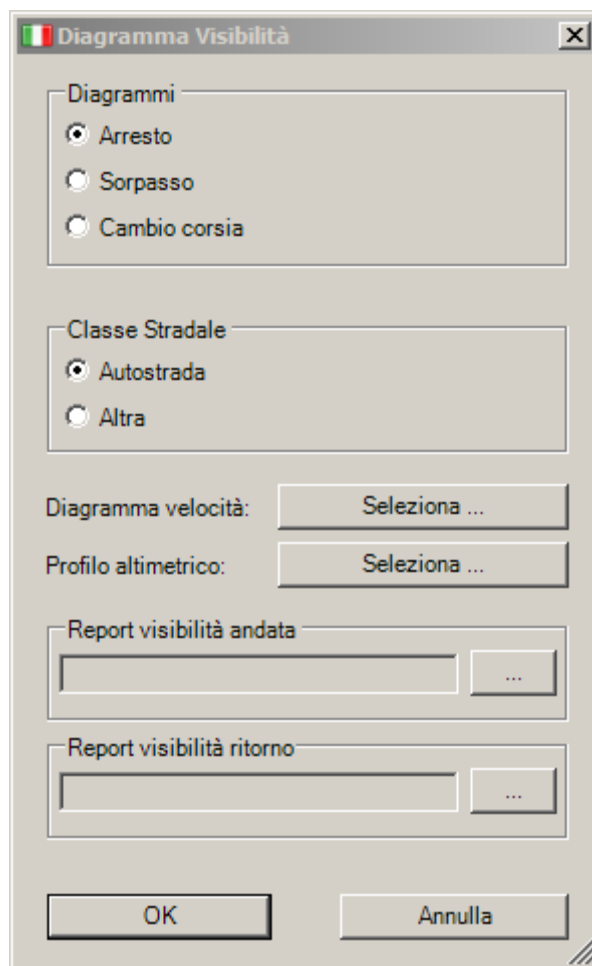 Diagramma Visibilità
Diagrammi
Arresto
Sorpasso
Cambio corsia
Classe Stradale
Autostrada
Altra
Diagramma velocità: Seleziona ...
Profilo altimetrico: Seleziona ...
Report visibilità andata
...
Report visibilità ritorno
...
OK Annulla